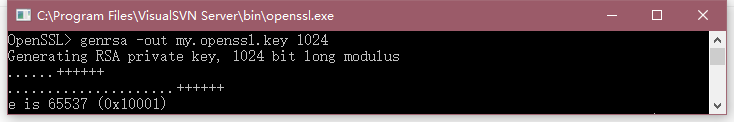 C:\Program Files\VisualSVN Server\bin\openssl.exe
OpenSSL> genrsa -out my.openssl.key 1024
Generating RSA private key, 1024 bit long modulus
......++++++
.....................++++++
e is 65537 (0x10001)